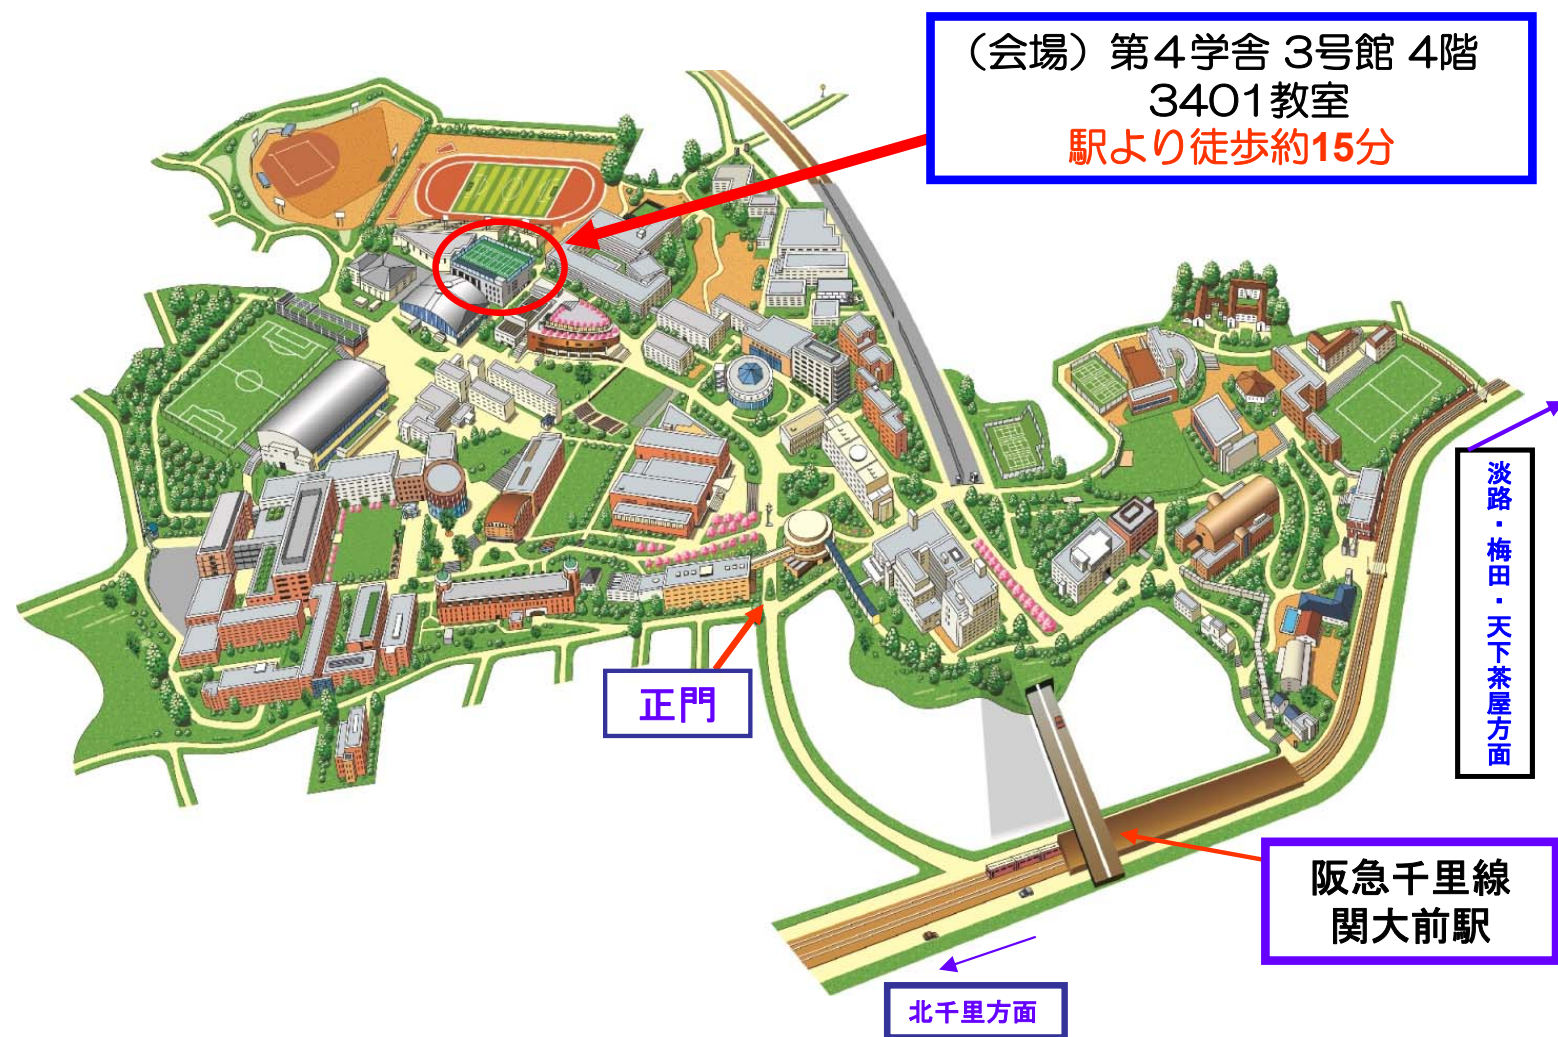 （会場）第４学舎 3号館 4階
3401教室
駅より徒歩約15分
淡路・梅田・天下茶屋方面
正門
阪急千里線
関大前駅
北千里方面